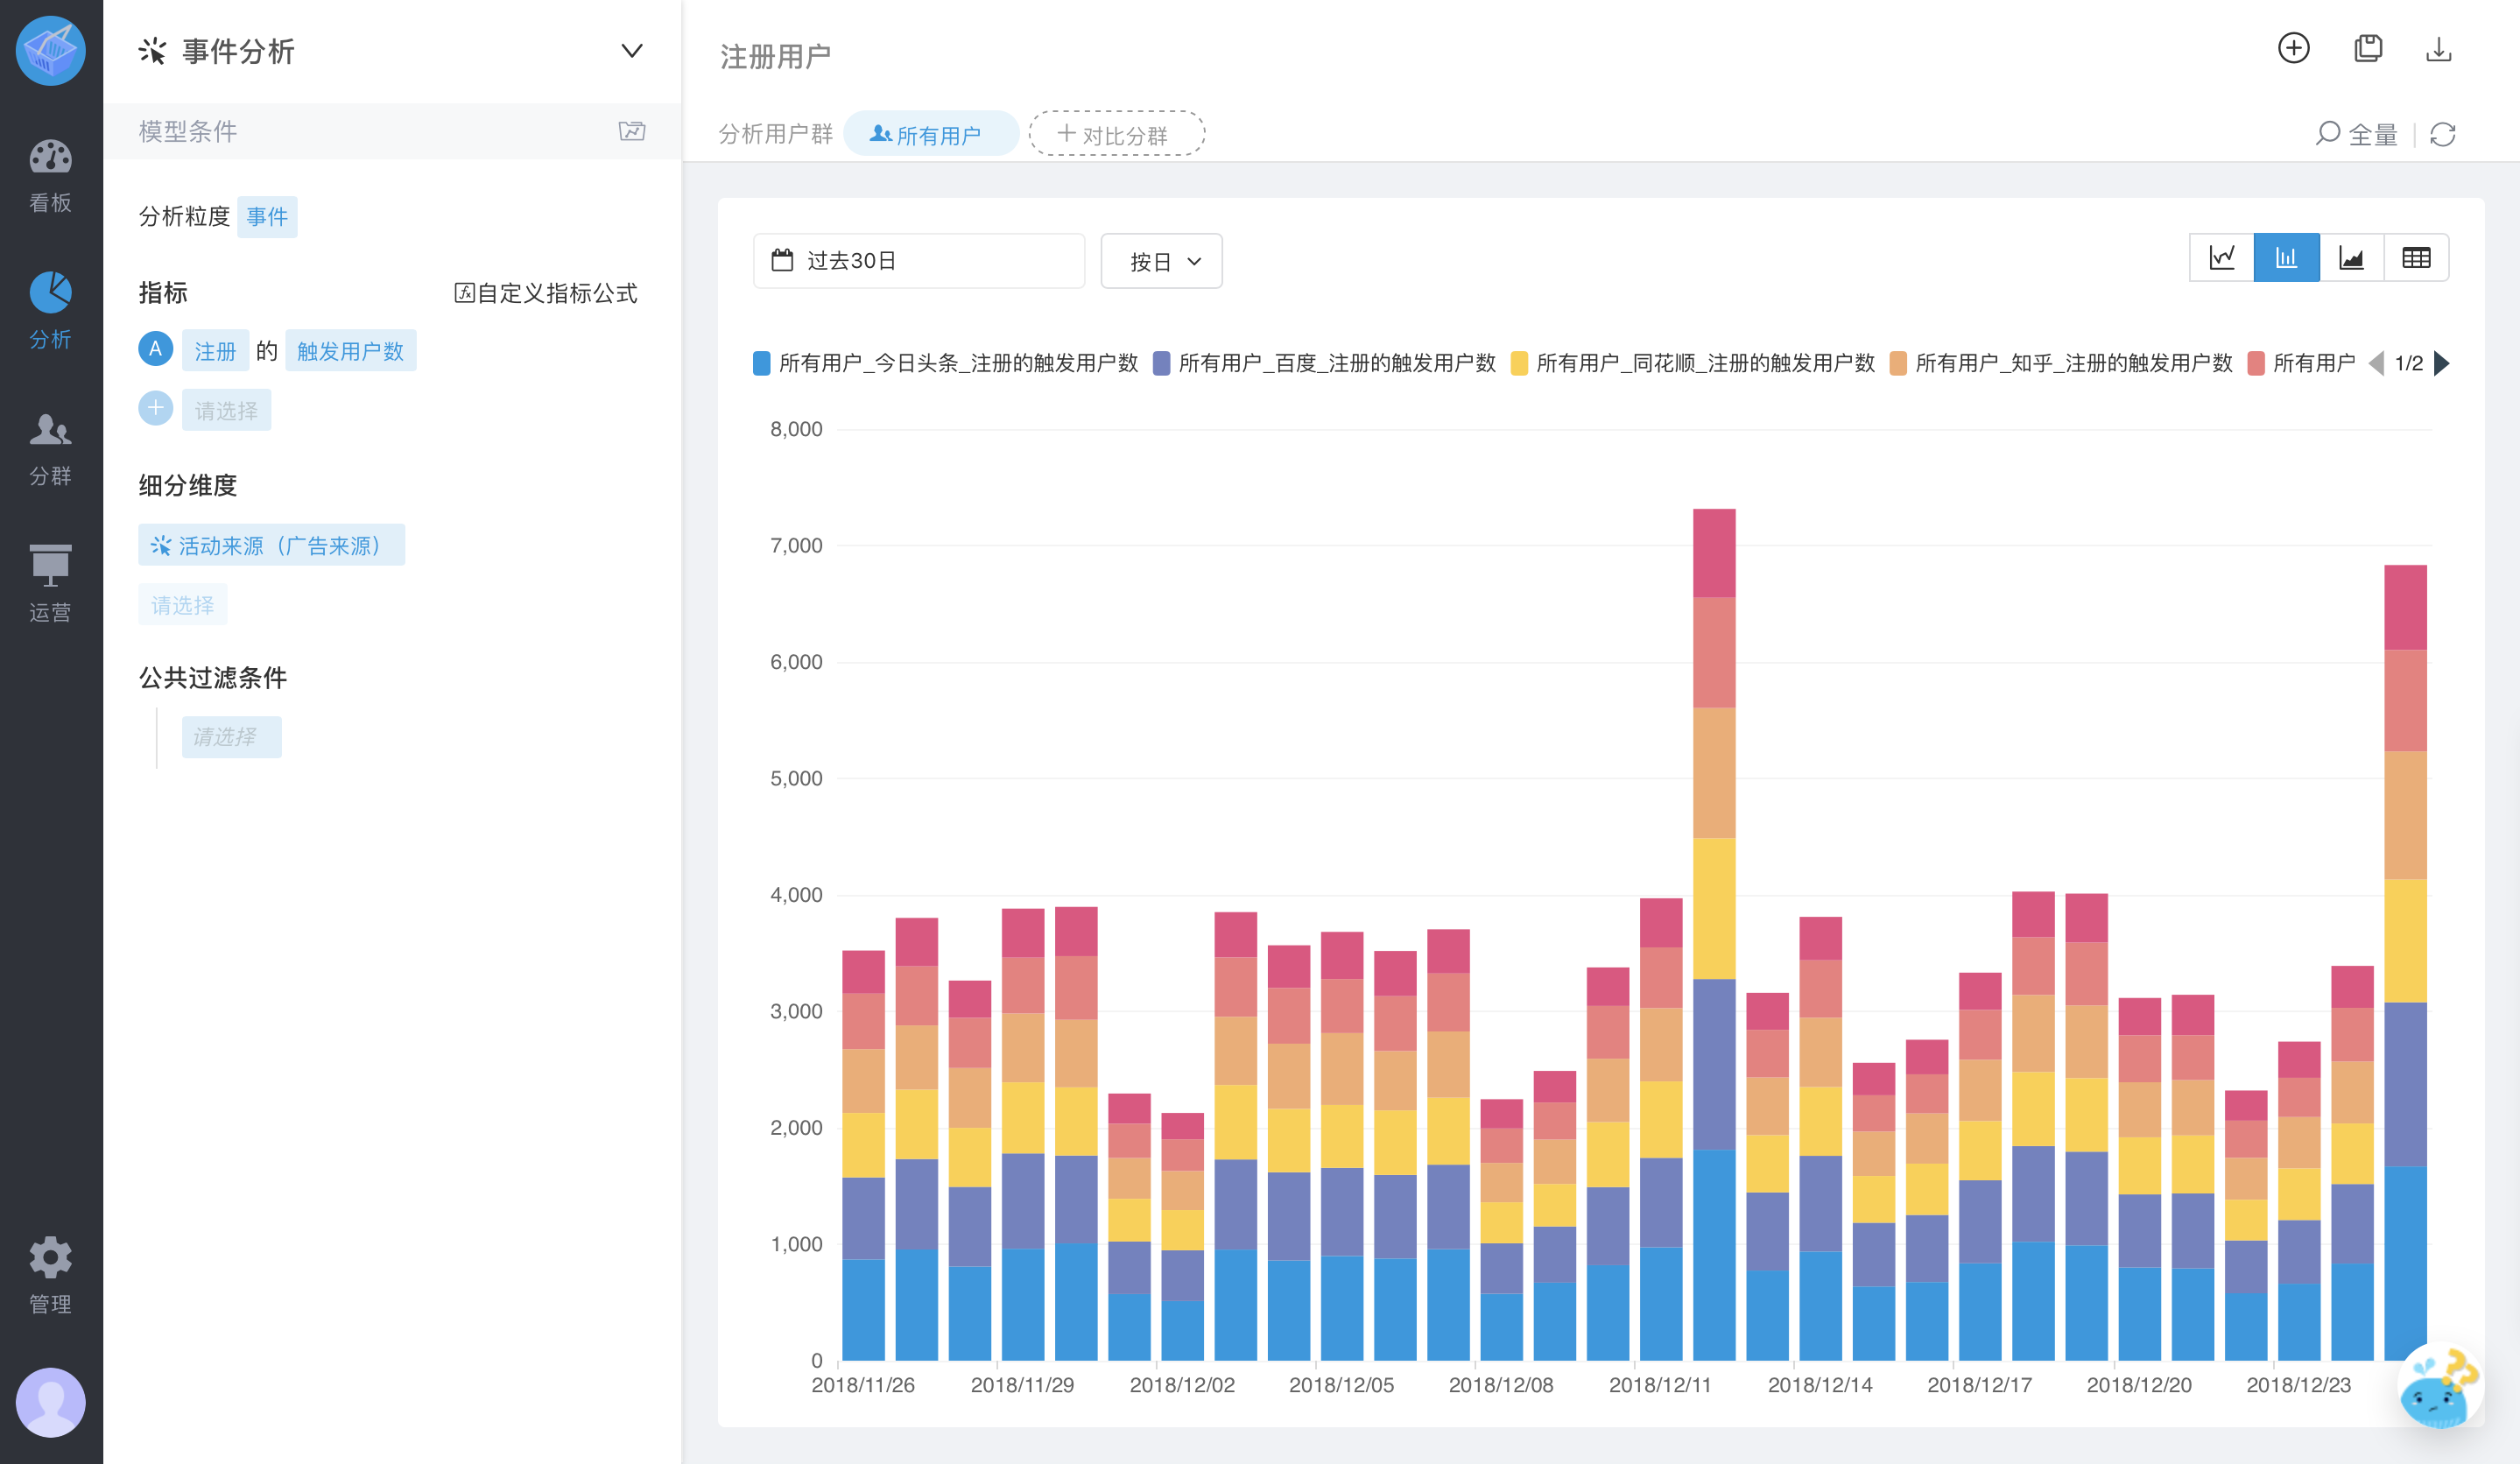 事件分析
模型条件
看板
分析
分群
运营
管理
分析粒度 事件
指标 自定义指标公式
A 注册 的 触发用户数
请选择
细分维度
活动来源（广告来源）
请选择
公共过滤条件
请选择
注册用户
分析用户群 所有用户 + 对比分群 全量
过去30日 按日
所有用户_今日头条_注册的触发用户数 所有用户_百度_注册的触发用户数 所有用户_同花顺_注册的触发用户数 所有用户_知乎_注册的触发用户数 所有用户 1/2
8,000
7,000
6,000
5,000
4,000
3,000
2,000
1,000
0
2018/11/26 2018/11/29 2018/12/02 2018/12/05 2018/12/08 2018/12/11 2018/12/14 2018/12/17 2018/12/20 2018/12/23